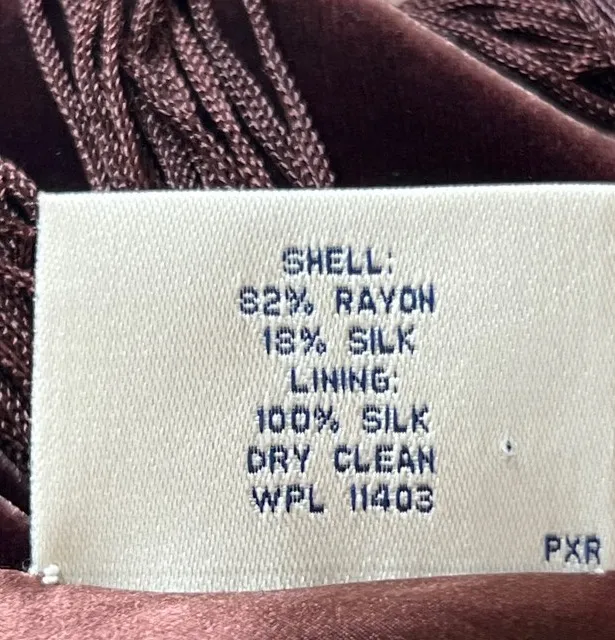 SHELL:
82% RAYON
18% SILK
LINING:
100% SILK
DRY CLEAN
WPL 11403
PXR